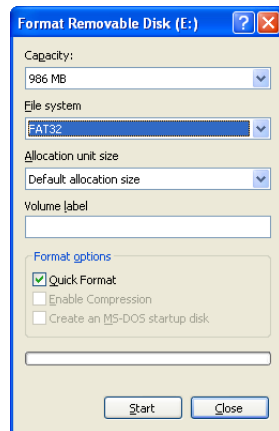 Format Removable Disk (E:)
Capacity:
986 MB
File system
FAT32
Allocation unit size
Default allocation size
Volume label
Format options
Quick Format
Enable Compression
Create an MS-DOS startup disk
Start Close